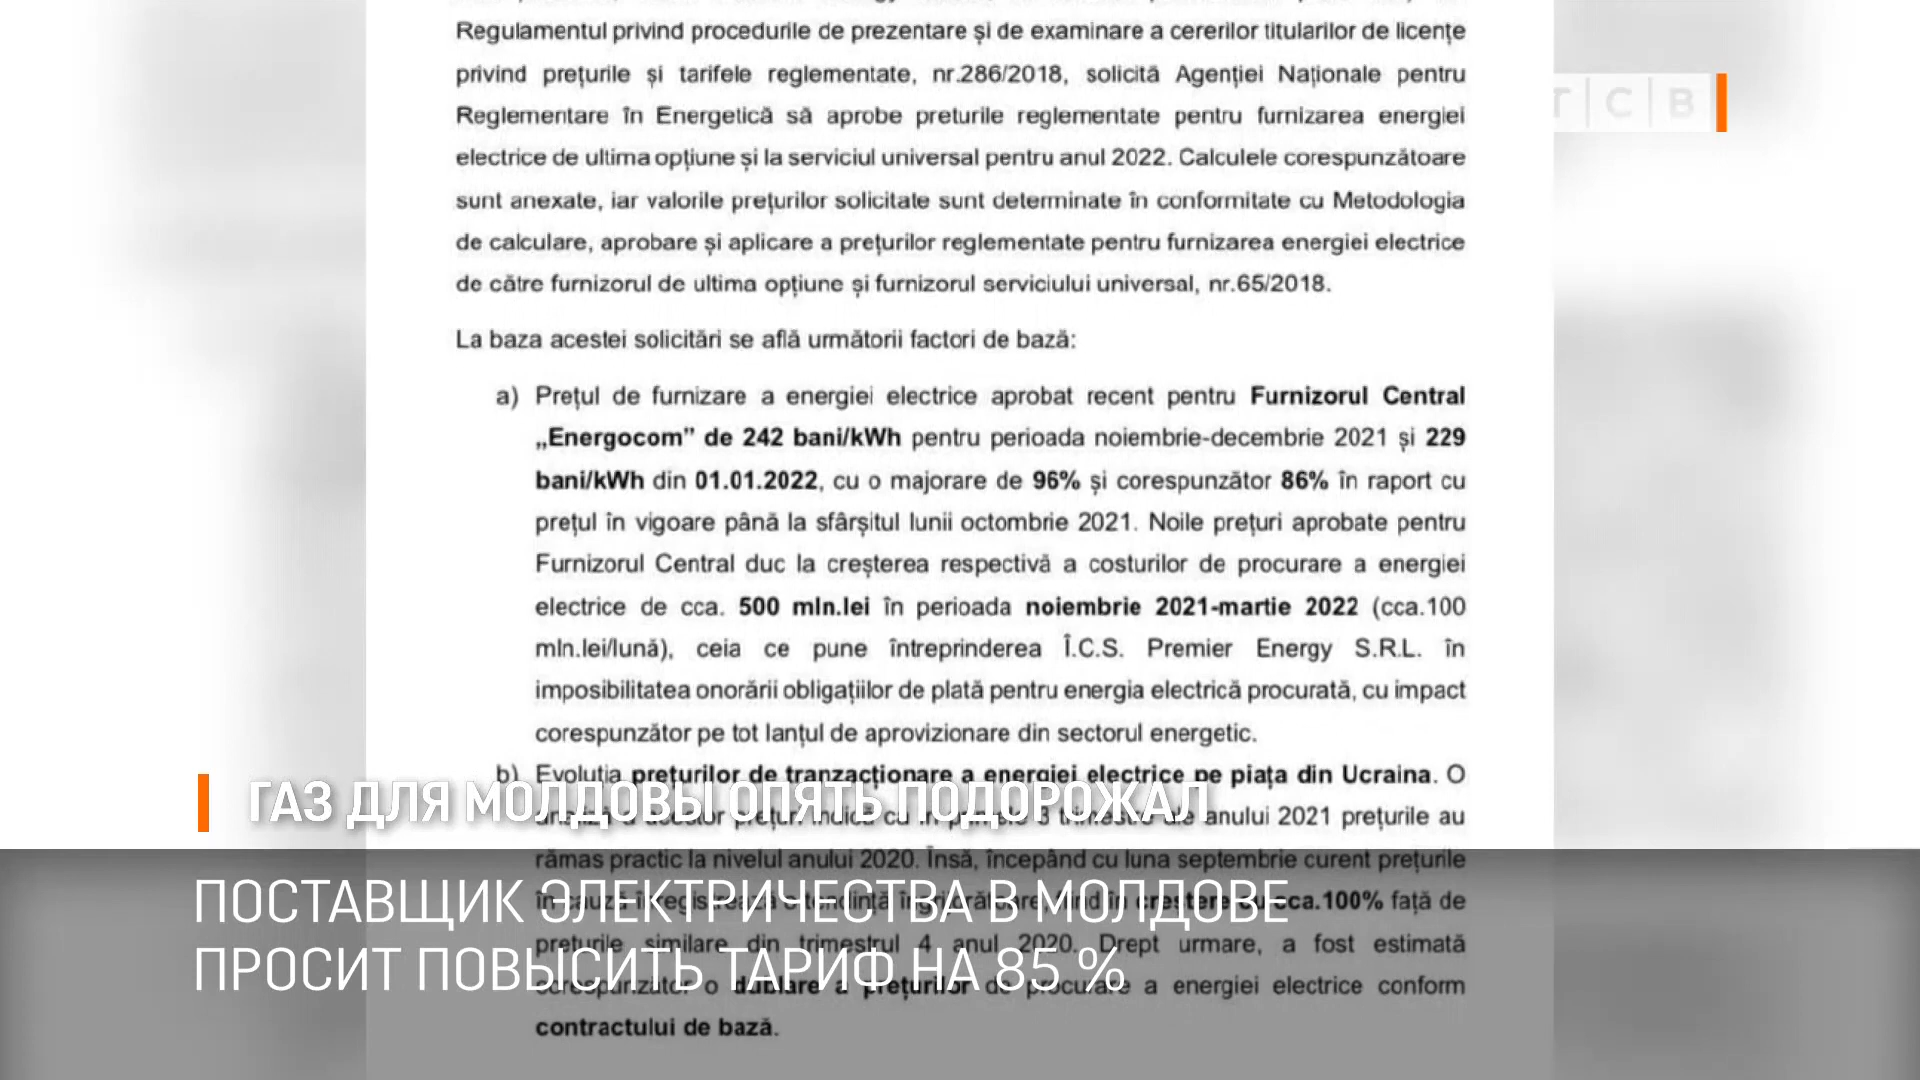 Regulamentul privind procedurile de prezentare și de examinare a cererilor titularilor de licențe
privind prețurile și tarifele reglementate, nr.286/2018, solicită Agenției Naționale pentru
Reglementare în Energetică să aprobe preturile reglementate pentru furnizarea energiei
electrice de ultima opțiune și la serviciul universal pentru anul 2022. Calculele corespunzătoare
sunt anexate, iar valorile prețurilor solicitate sunt determinate în conformitate cu Metodologia
de calculare, aprobare și aplicare a prețurilor reglementate pentru furnizarea energiei electrice
de către furnizorul de ultima opțiune și furnizorul serviciului universal, nr.65/2018.
La baza acestei solicitări se află următorii factori de bază:
a) Prețul de furnizare a energiei electrice aprobat recent pentru Furnizorul Central
„Energocom” de 242 bani/kWh pentru perioada noiembrie-decembrie 2021 și 229
bani/kWh din 01.01.2022, cu o majorare de 96% și corespunzător 86% în raport cu
prețul în vigoare până la sfârșitul lunii octombrie 2021. Noile prețuri aprobate pentru
Furnizorul Central duc la creșterea respectivă a costurilor de procurare a energiei
electrice de cca. 500 mln.lei în perioada noiembrie 2021-martie 2022 (cca.100
mln.lei/lună), ceia ce pune întreprinderea Î.C.S. Premier Energy S.R.L. în
imposibilitatea onorării obligațiilor de plată pentru energia electrică procurată, cu impact
corespunzător pe tot lanțul de aprovizionare din sectorul energetic.
b) Evoluția prețurilor de tranzacționare a energiei electrice pe piața din Ucraina. O
anului 2021 prețurile au
rămas practic la nivelul anului 2020. Însă, începând cu luna septembrie curent prețurile
cca.100% față de
prețurile similare din trimestrul 4 anul 2020. Drept urmare, a fost estimată
o dublare a prețurilor de procurare a energiei electrice conform
contractului de bază.
Т С В
ГАЗ ДЛЯ МОЛДОВЫ ОПЯТЬ ПОДОРОЖАЛ
ПОСТАВЩИК ЭЛЕКТРИЧЕСТВА В МОЛДОВЕ
ПРОСИТ ПОВЫСИТЬ ТАРИФ НА 85 %